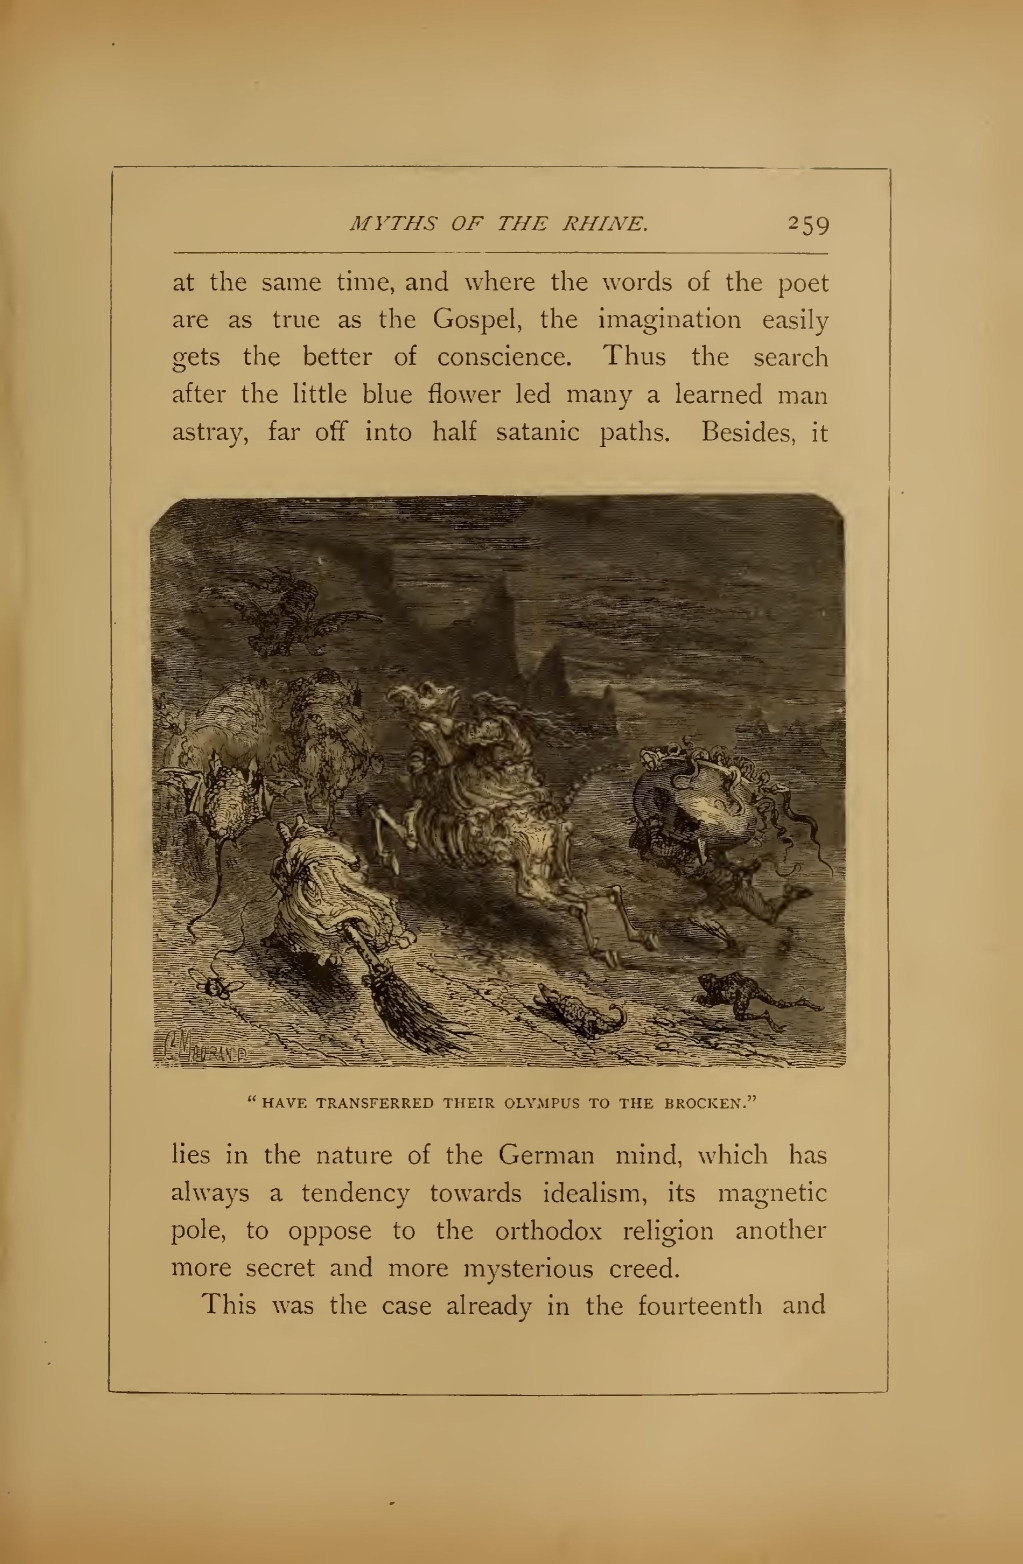 MYTHS OF THE RHINE. 259
at the same time, and where the words of the poet
are as true as the Gospel, the imagination easily
gets the better of conscience. Thus the search
after the little blue flower led many a learned man
astray, far off into half satanic paths. Besides, it
“HAVE TRANSFERRED THEIR OLYMPUS TO THE BROCKEN.”
lies in the nature of the German mind, which has
always a tendency towards idealism, its magnetic
pole, to oppose to the orthodox religion another
more secret and more mysterious creed.
This was the case already in the fourteenth and